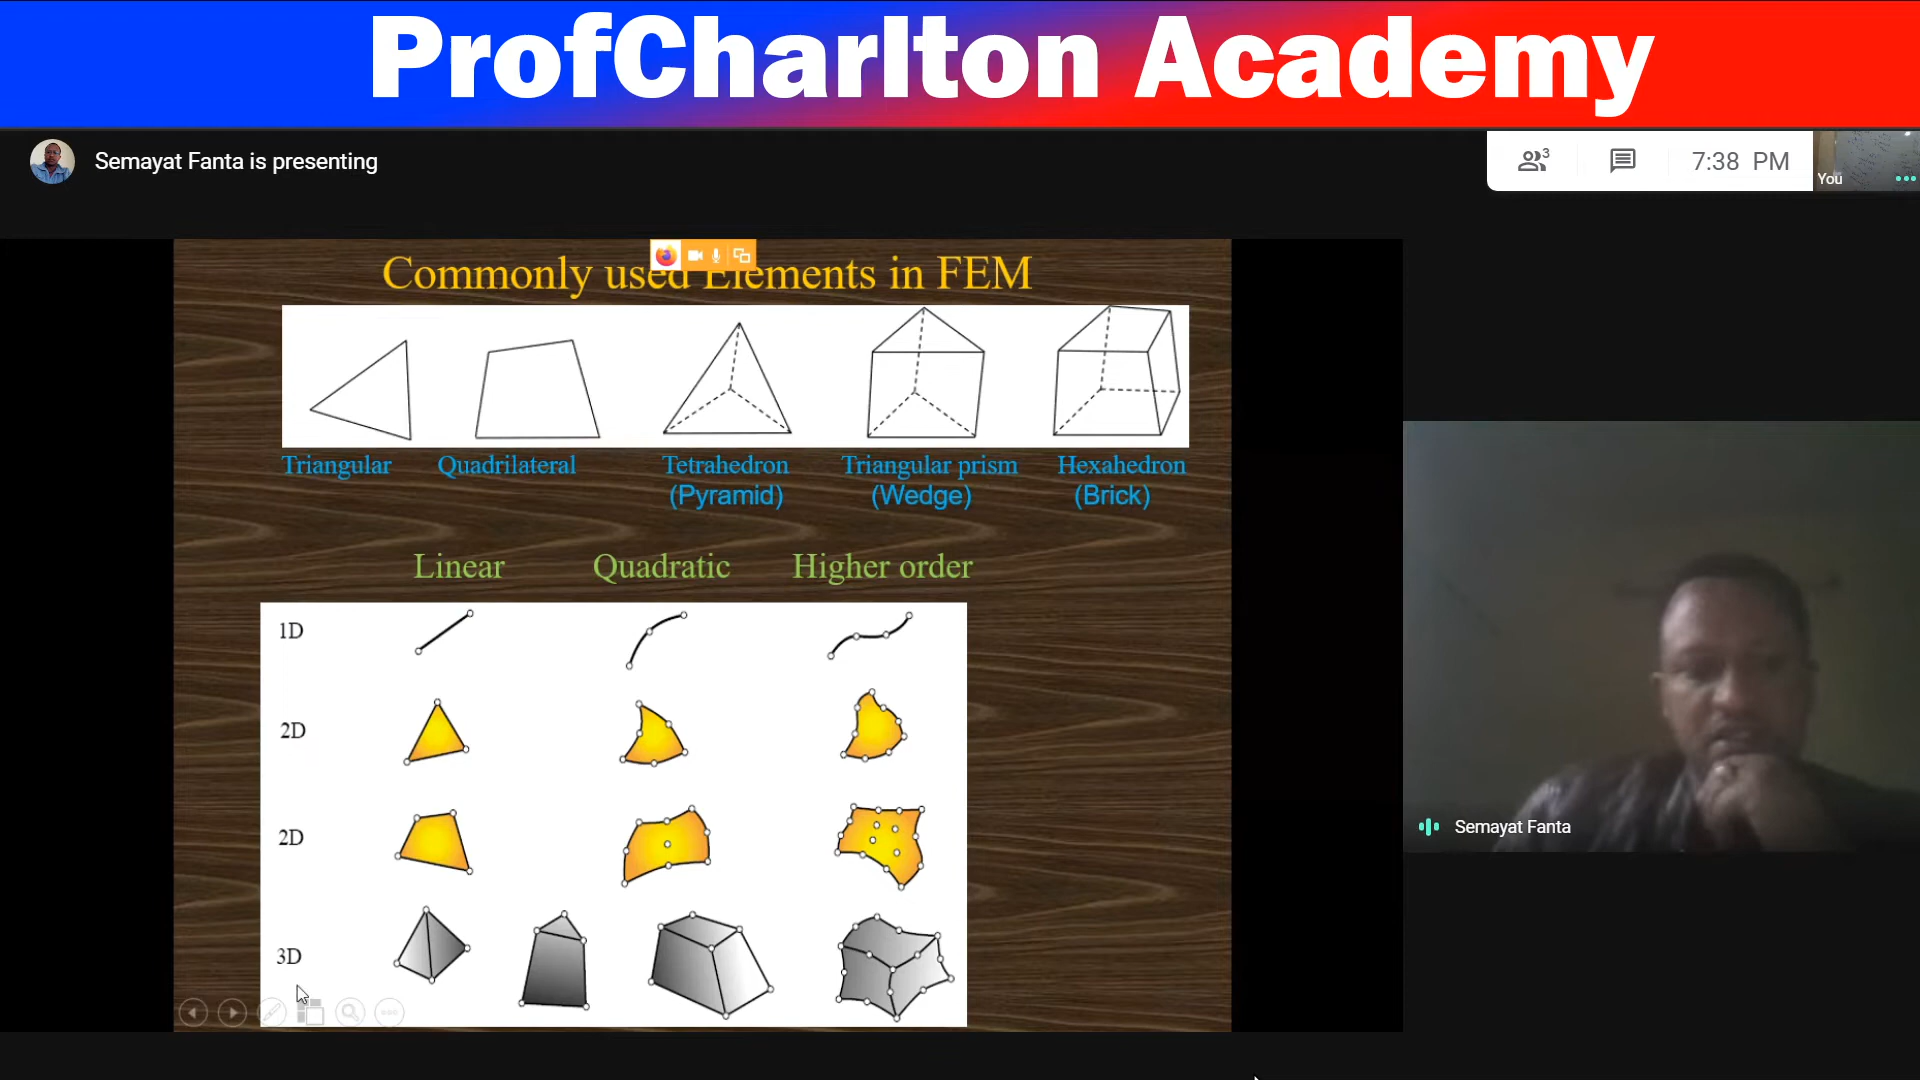 ProfCharlton Academy
Semayat Fanta is presenting
3
7:38 PM
You
Commonly used Elements in FEM
Triangular Quadrilateral Tetrahedron Triangular prism Hexahedron
(Pyramid) (Wedge) (Brick)
Linear Quadratic Higher order
1D
2D
2D
3D
Semayat Fanta